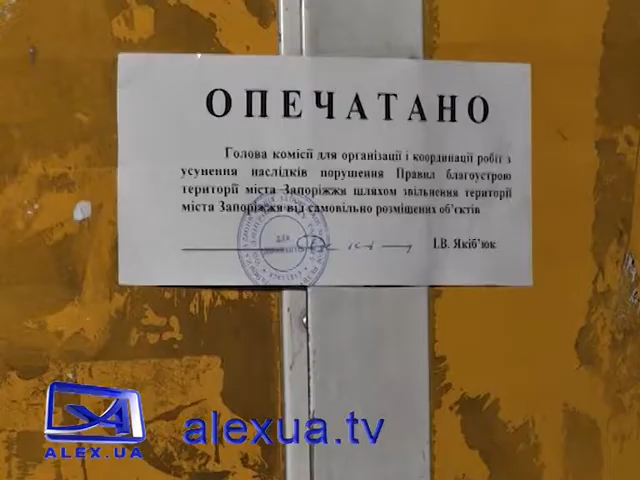 ОПЕЧАТАНО
Голова комісії для організації і координації робіт з
усунення наслідків порушення Правил благоустрою
території міста Запоріжжя шляхом звільнення території
міста Запоріжжя від самовільно розміщених об'єктів
І.В. Якіб'юк
ALEX.UA
alexua.tv